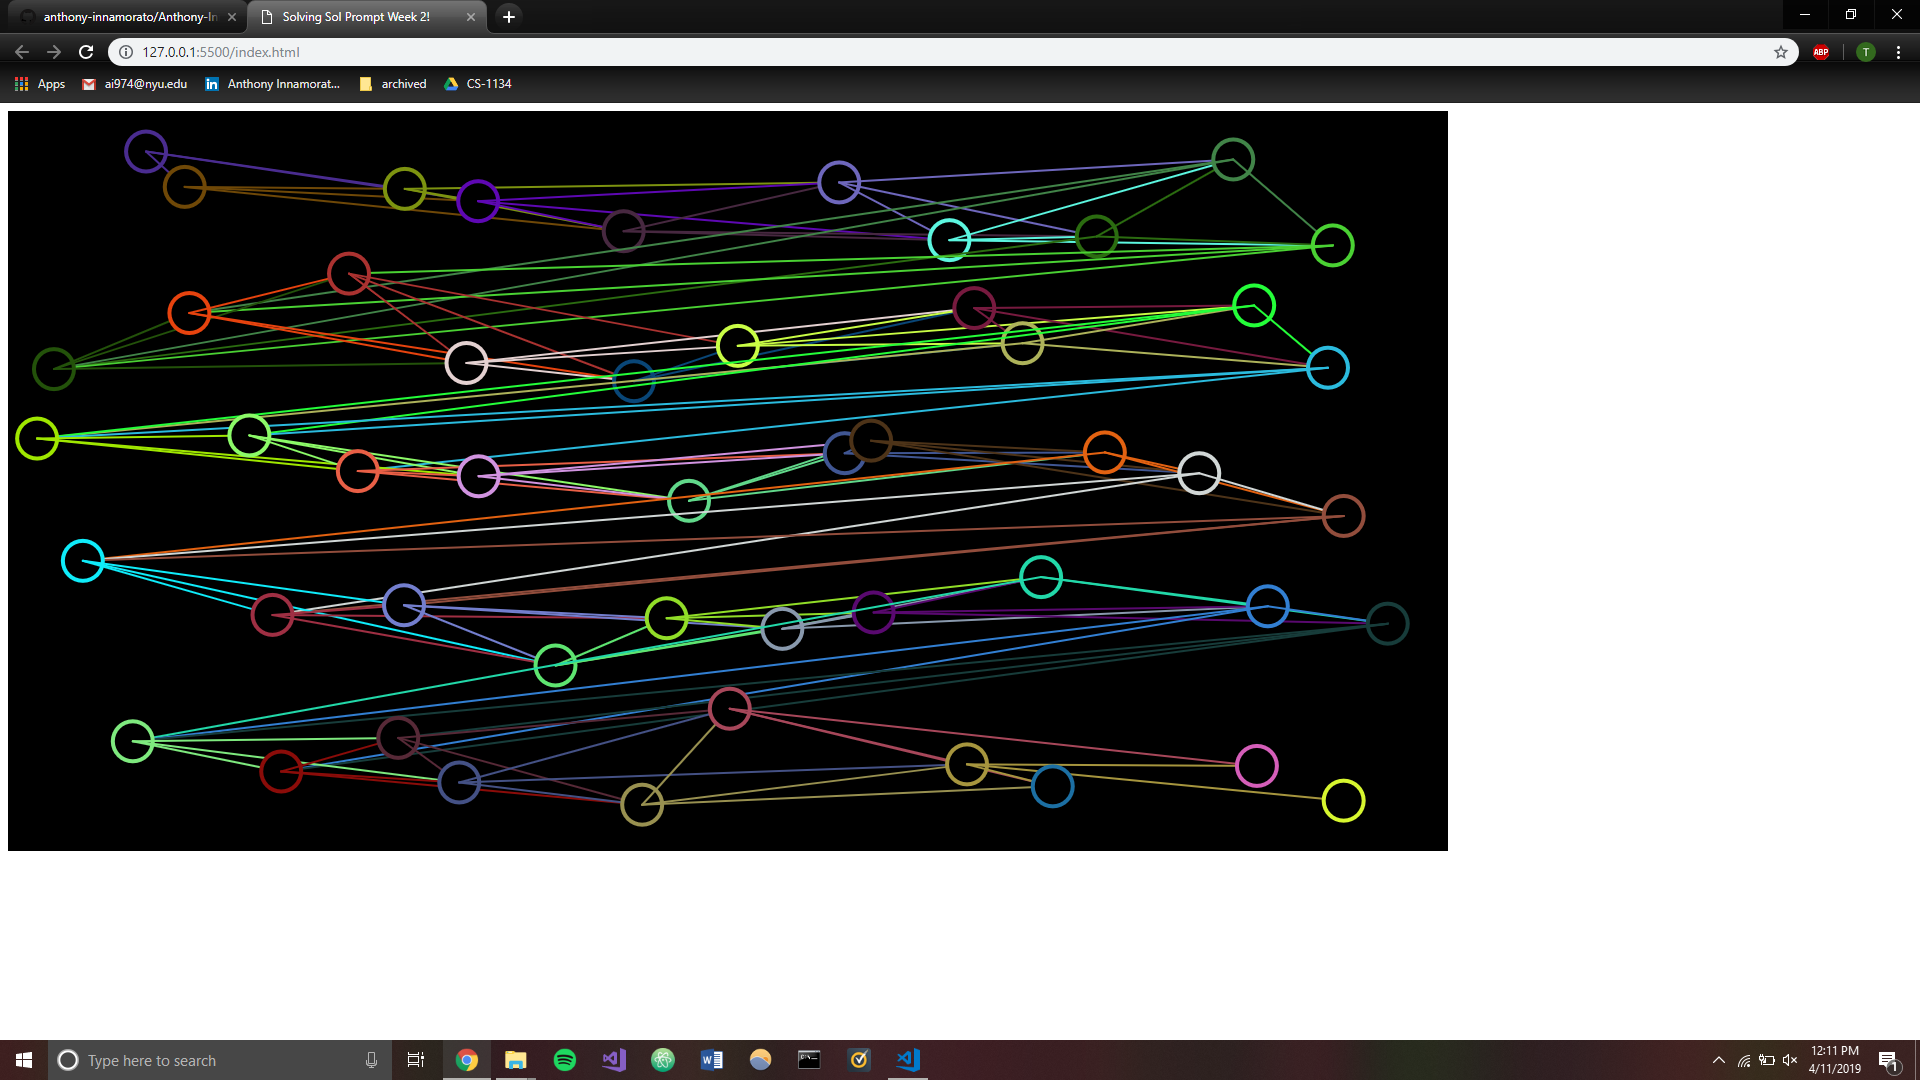 anthony-innamorato/Anthony-In
Solving Sol Prompt Week 2!
127.0.0.1:5500/index.html
ABP
T
Apps
ai974@nyu.edu
Anthony Innamorat...
archived
CS-1134
Type here to search
12:11 PM
4/11/2019
1